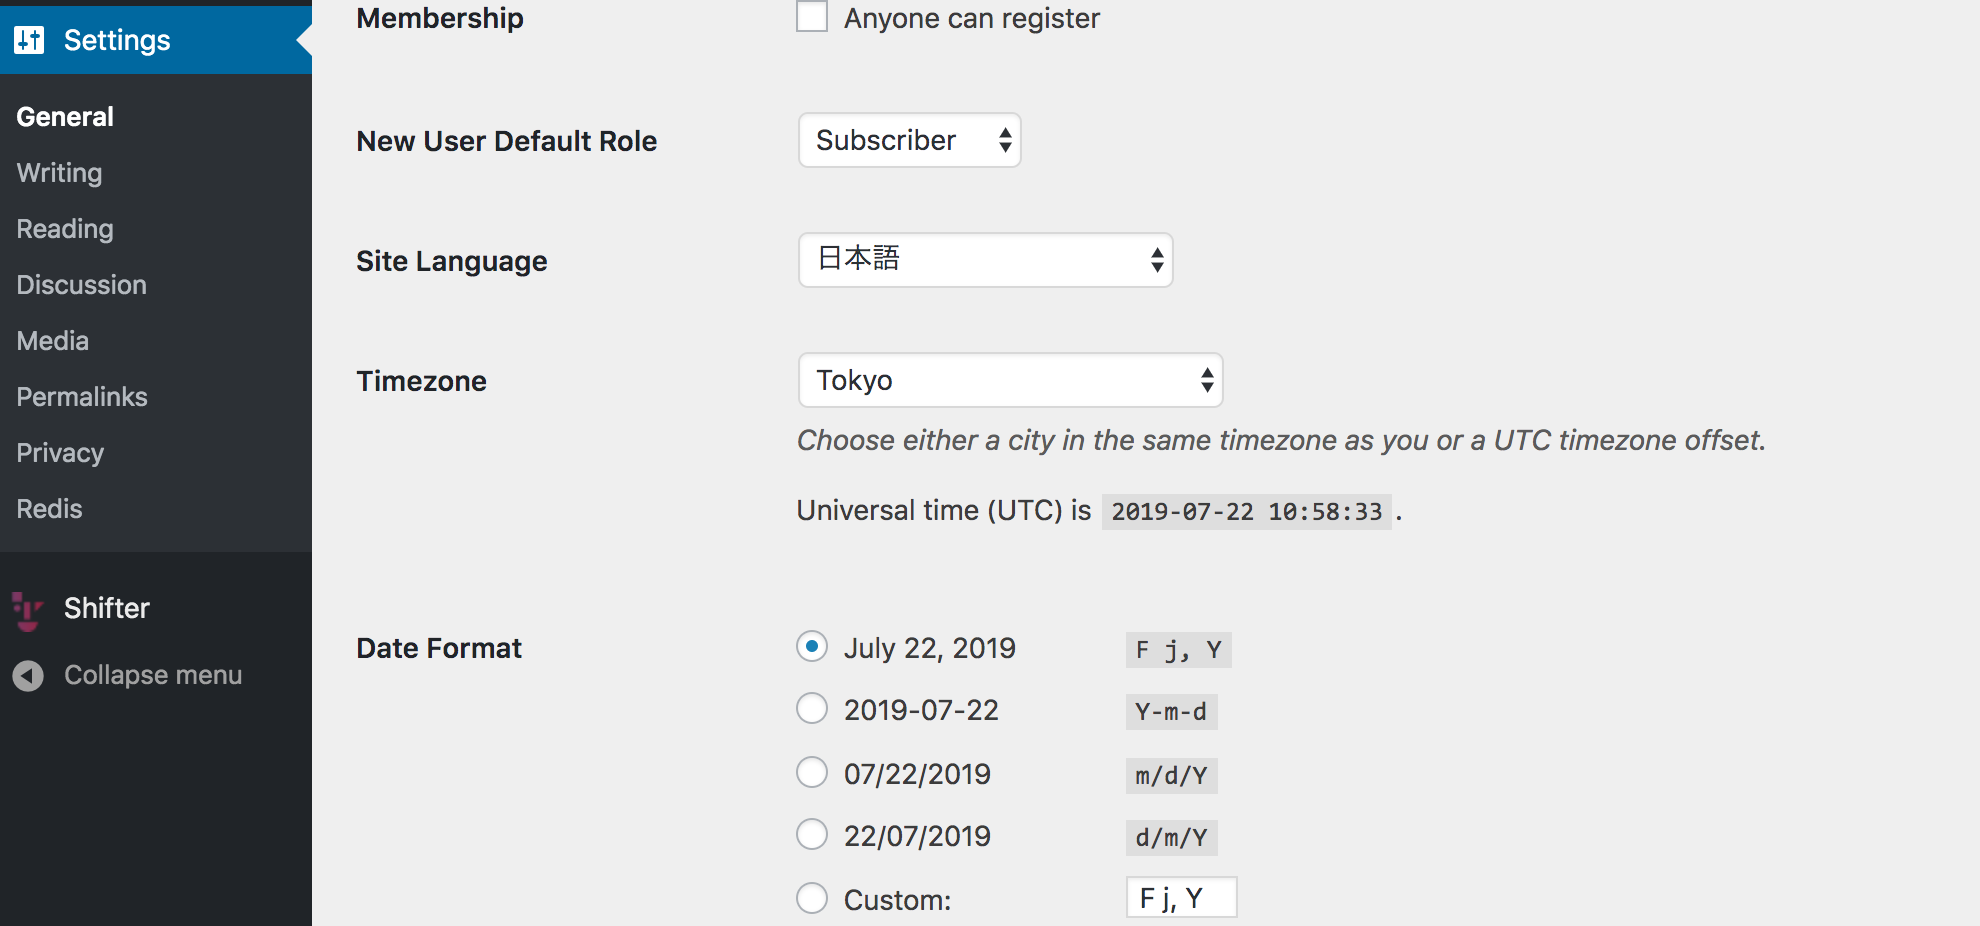 Settings
General
Writing
Reading
Discussion
Media
Permalinks
Privacy
Redis
Shifter
Collapse menu
Membership
Anyone can register
New User Default Role
Subscriber
Site Language
日本語
Timezone
Tokyo
Choose either a city in the same timezone as you or a UTC timezone offset.
Universal time (UTC) is 2019-07-22 10:58:33 .
Date Format
July 22, 2019 F j, Y
2019-07-22 Y-m-d
07/22/2019 m/d/Y
22/07/2019 d/m/Y
Custom: F j, Y